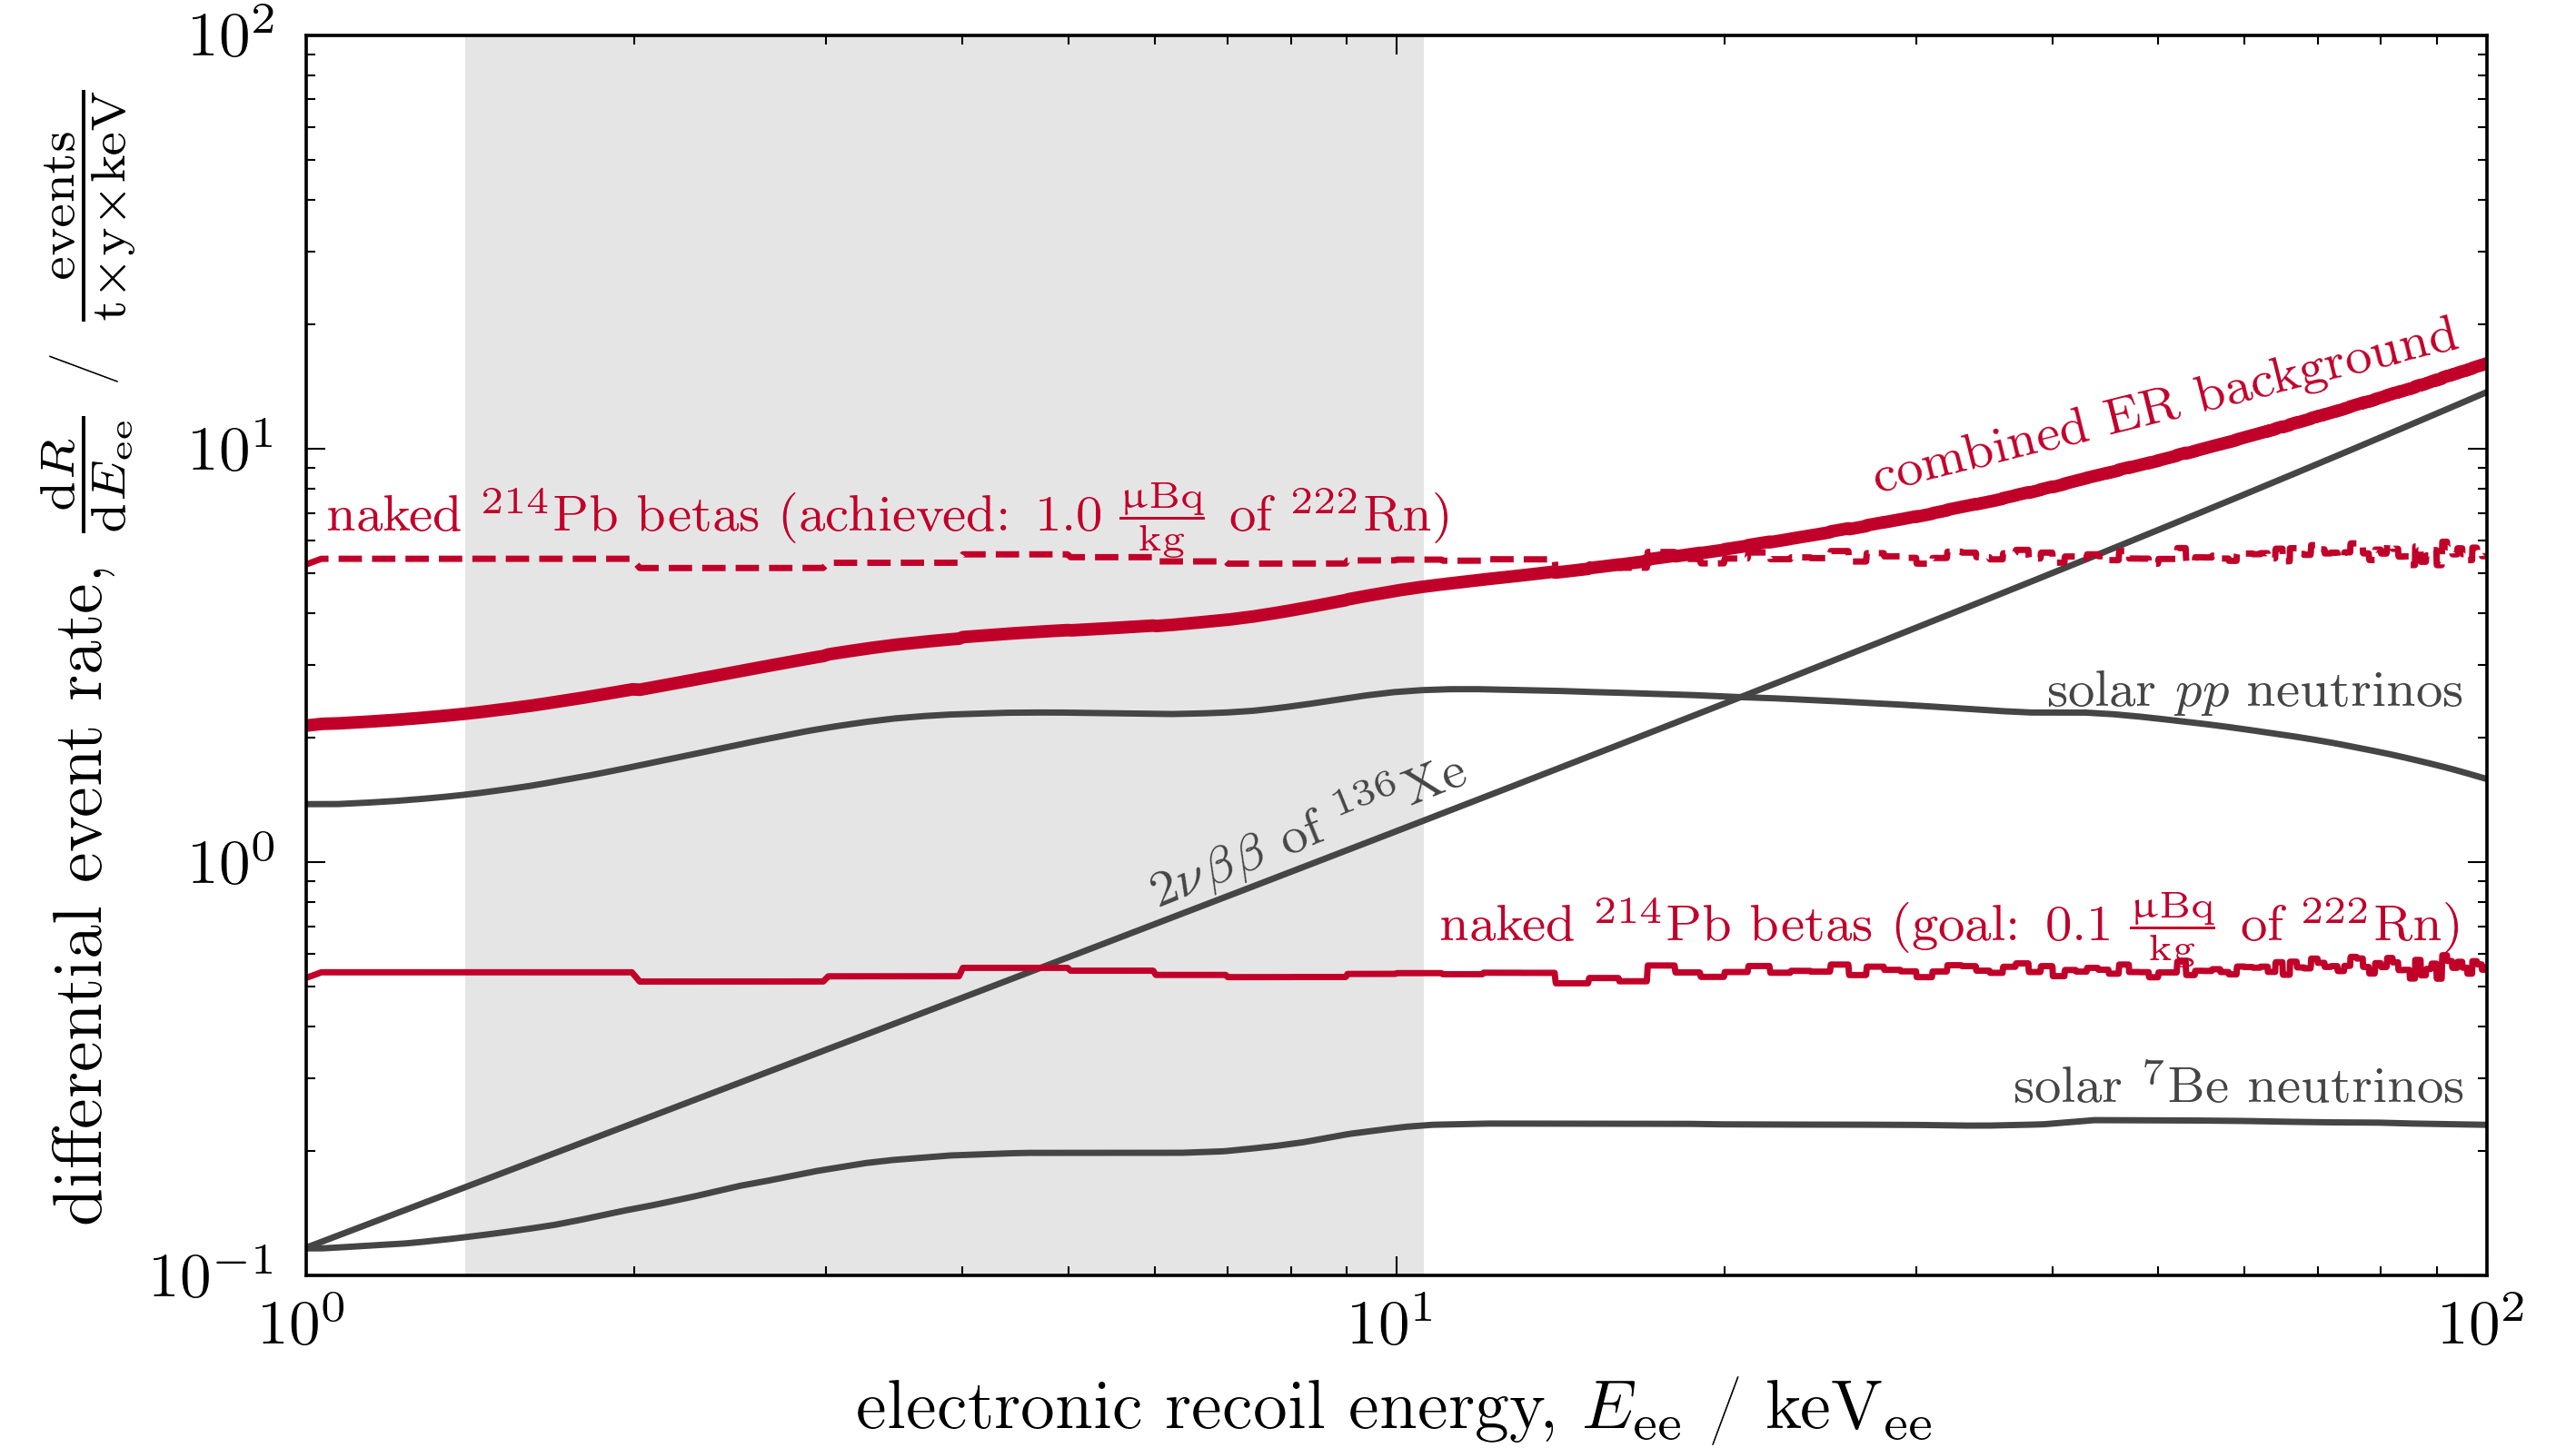 differential event rate, dR/dE_ee / events/t×y×keV
10²
10¹
10⁰
10⁻¹
combined ER background
naked ²¹⁴Pb betas (achieved: 1.0 µBq/kg of ²²²Rn)
solar pp neutrinos
2νββ of ¹³⁶Xe
naked ²¹⁴Pb betas (goal: 0.1 µBq/kg of ²²²Rn)
solar ⁷Be neutrinos
10⁰ 10¹ 10²
electronic recoil energy, E_ee / keV_ee